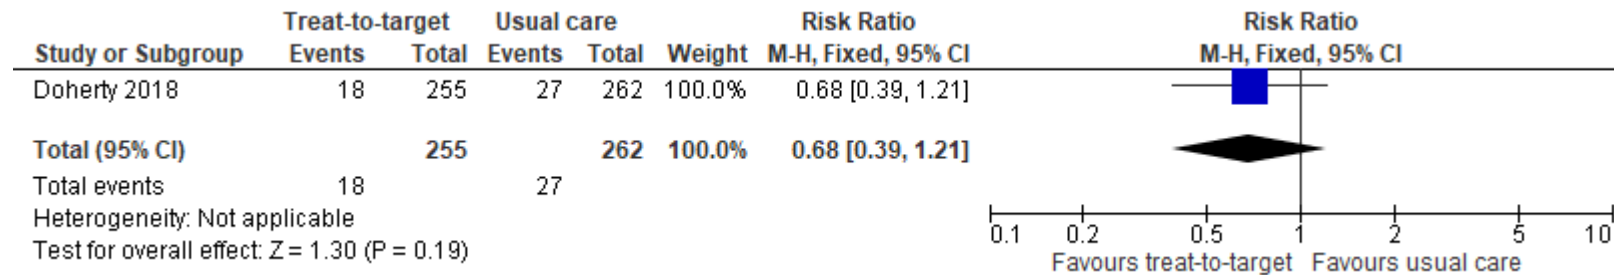 Treat-to-target Usual care Risk Ratio Risk Ratio
Study or Subgroup Events Total Events Total Weight M-H, Fixed, 95% CI M-H, Fixed, 95% CI
Doherty 2018 18 255 27 262 100.0% 0.68 [0.39, 1.21]
Total (95% CI) 255 262 100.0% 0.68 [0.39, 1.21]
Total events 18 27
Heterogeneity: Not applicable
Test for overall effect: Z = 1.30 (P = 0.19)
0.1 0.2 0.5 1 2 5 10
Favours treat-to-target Favours usual care